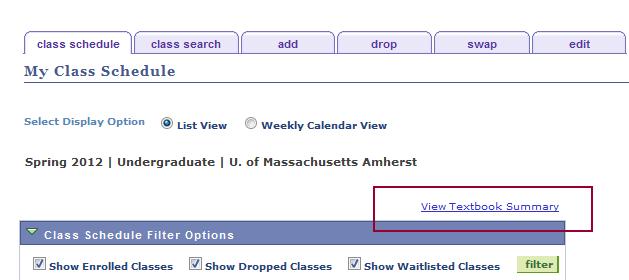 class schedule class search add drop swap edit
My Class Schedule
Select Display Option List View Weekly Calendar View
Spring 2012 | Undergraduate | U. of Massachusetts Amherst
View Textbook Summary
Class Schedule Filter Options
Show Enrolled Classes Show Dropped Classes Show Waitlisted Classes filter